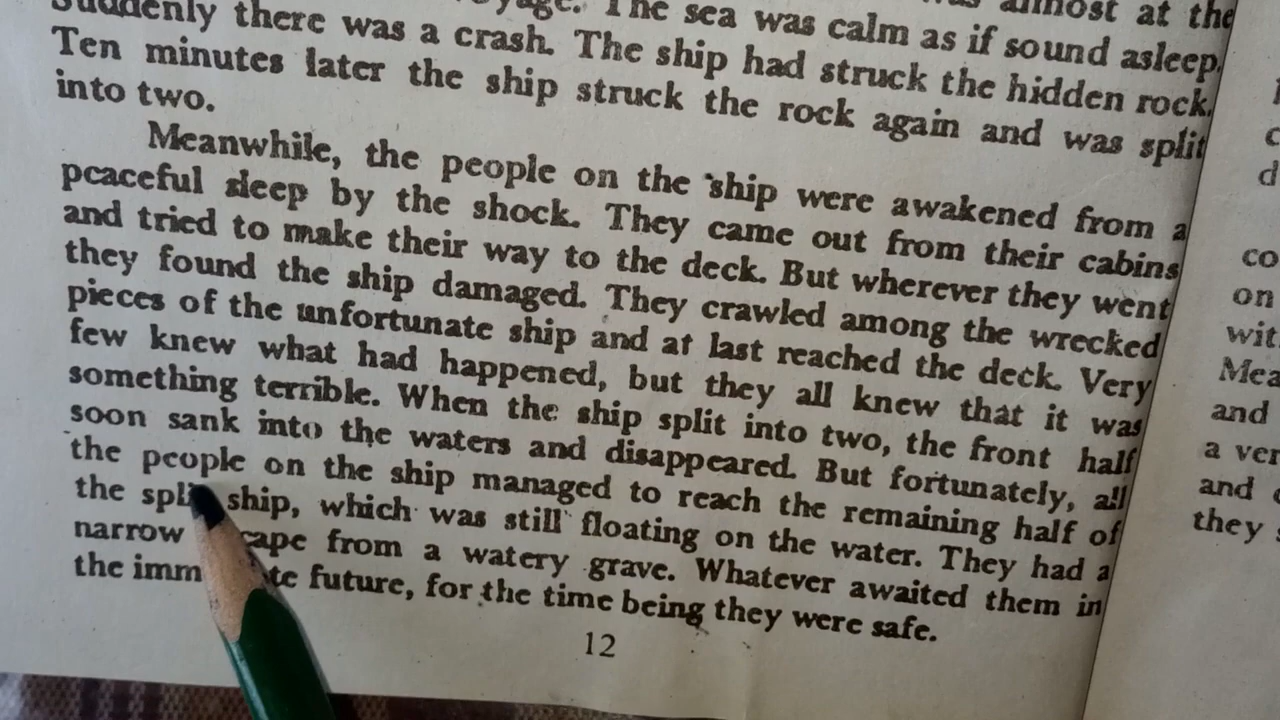 Suddenly there was a crash. The ship had struck the hidden rock.
Ten minutes later the ship struck the rock again and was split
into two.
Meanwhile, the people on the ship were awakened from a
peaceful sleep by the shock. They came out from their cabins
and tried to make their way to the deck. But wherever they went
they found the ship damaged. They crawled among the wrecked
pieces of the unfortunate ship and at last reached the deck. Very
few knew what had happened, but they all knew that it was
something terrible. When the ship split into two, the front half
soon sank into the waters and disappeared. But fortunately, all
the people on the ship managed to reach the remaining half of
the split ship, which was still floating on the water. They had a
narrow from a watery grave. Whatever awaited them in
the future, for the time being they were safe.
12
The sea was calm as if sound asleep.
almost at the
co
on
and
a
and
they